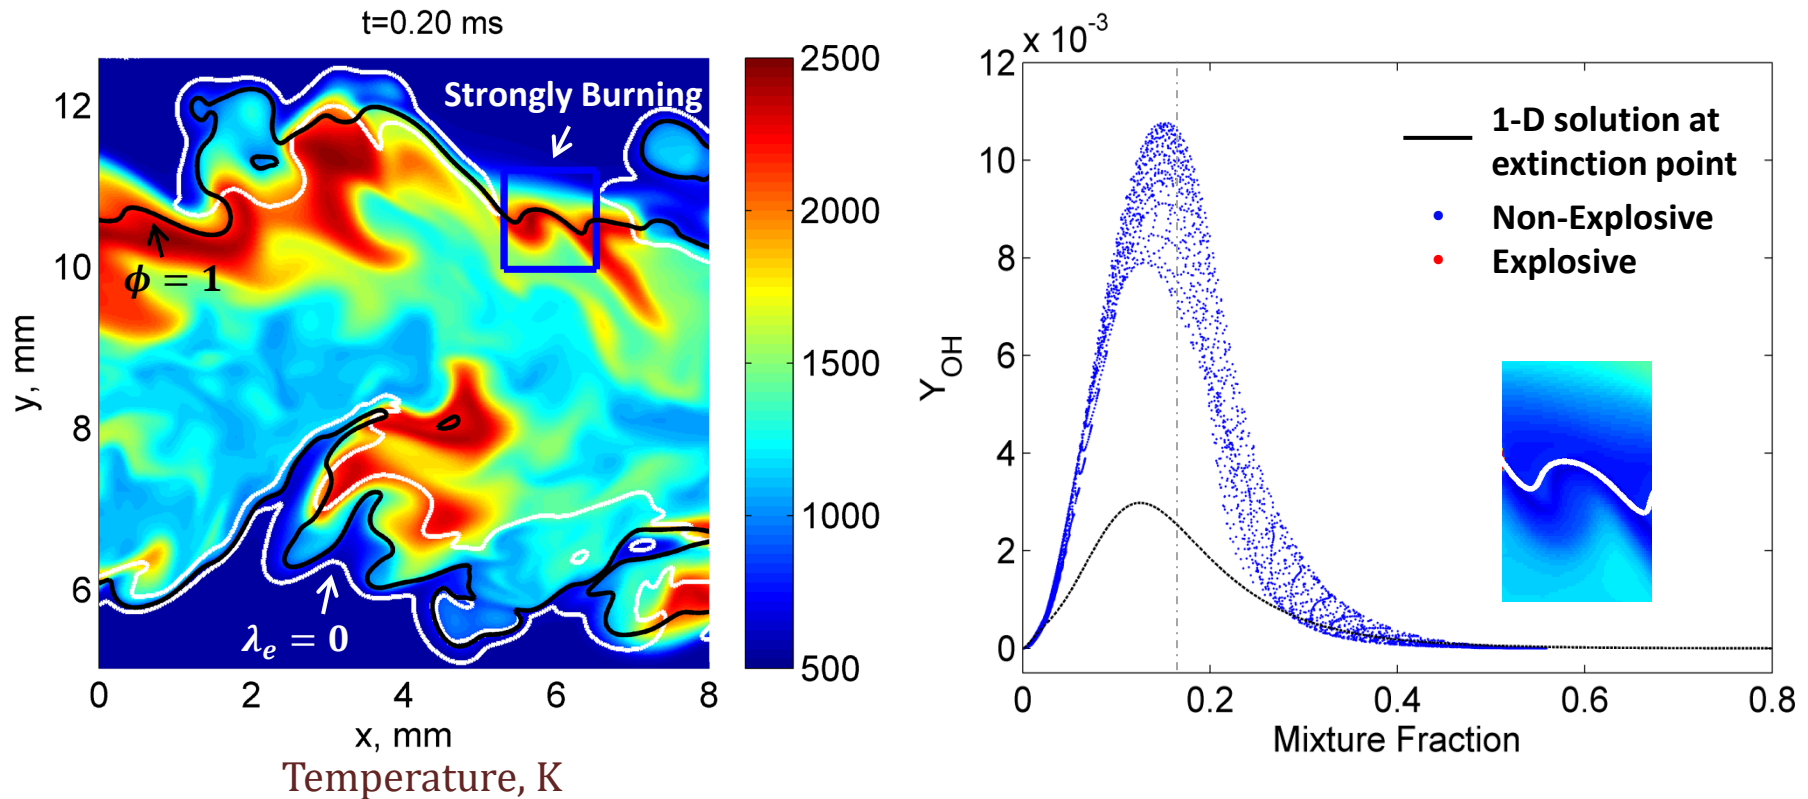 t=0.20 ms
Strongly Burning
ϕ = 1
λₑ = 0
12
10
8
6
y, mm
0
2
4
6
8
x, mm
Temperature, K
2500
2000
1500
1000
500
x 10⁻³
12
10
8
6
4
2
0
Y_OH
0
0.2
0.4
0.6
0.8
Mixture Fraction
1-D solution at
extinction point
Non-Explosive
Explosive